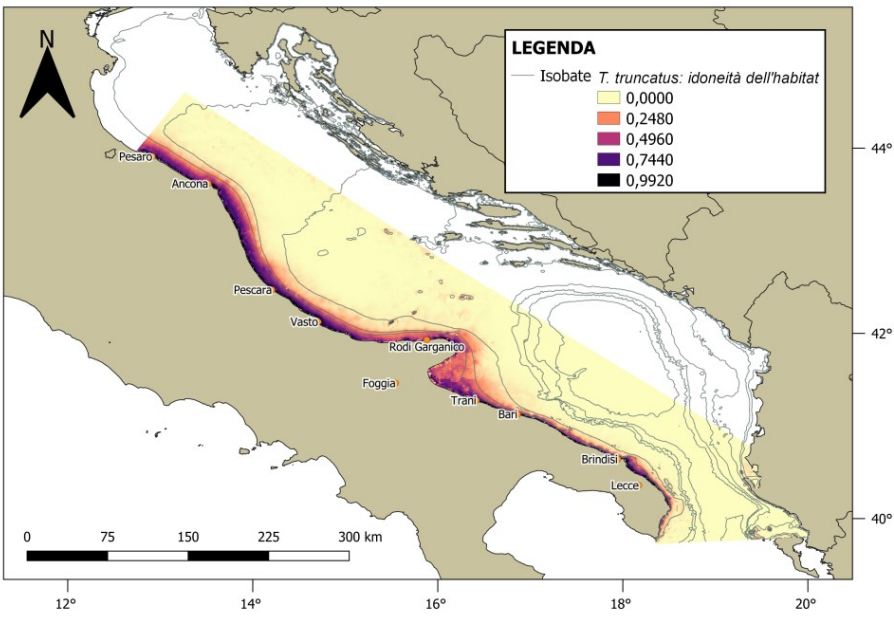 N
LEGENDA
Isobate T. truncatus: idoneità dell'habitat
0,0000
0,2480
0,4960
0,7440
0,9920
Pesaro
Ancona
Pescara
Vasto
Rodi Garganico
Foggia
Trani
Bari
Brindisi
Lecce
44°
42°
40°
0 75 150 225 300 km
12° 14° 16° 18° 20°